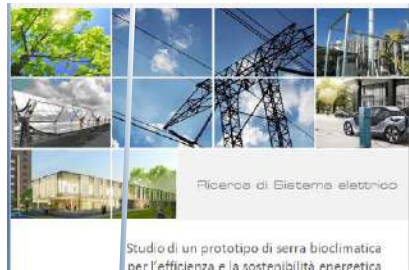 Ricerca di Sistema elettrico
Studio di un prototipo di serra bioclimatica
per l'efficienza e la sostenibilità energetica